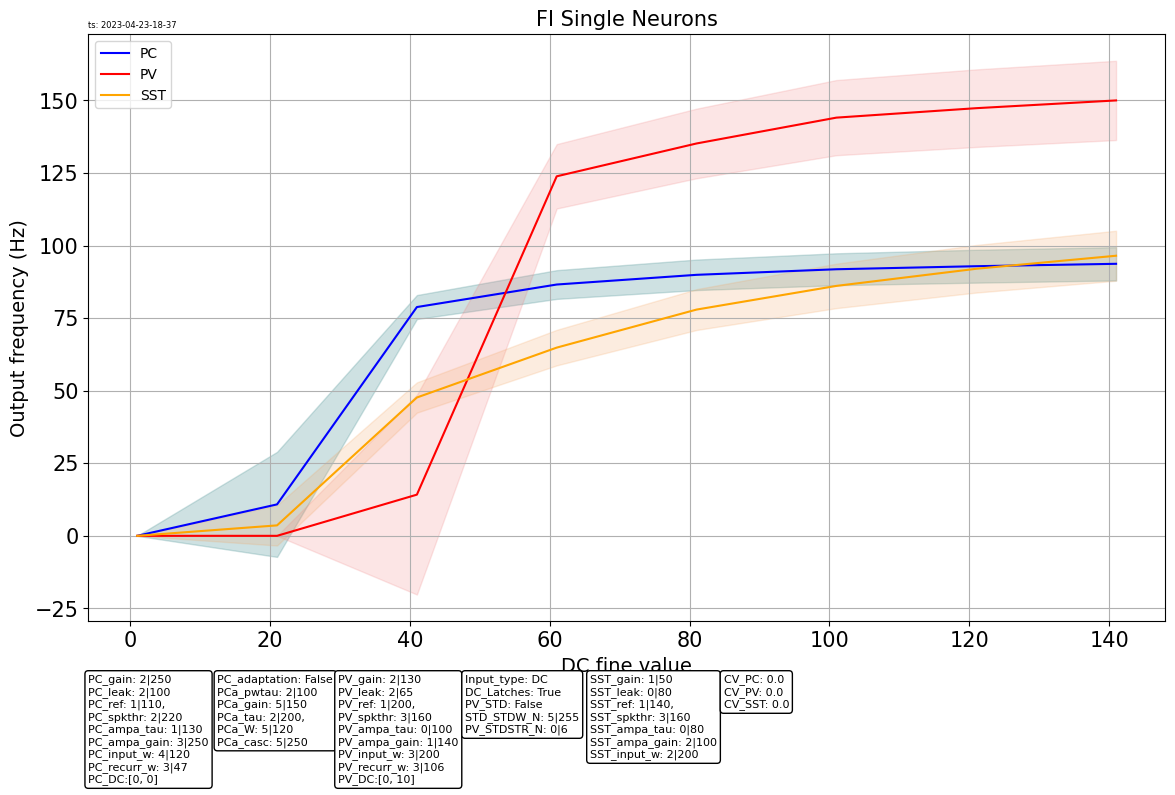 ts: 2023-04-23-18-37
FI Single Neurons
PC
PV
SST
Output frequency (Hz)
150
125
100
75
50
25
0
−25
0 20 40 60 80 100 120 140
DC fine value
PC_gain: 2|250
PC_leak: 2|100
PC_ref: 1|110,
PC_spkthr: 2|220
PC_ampa_tau: 1|130
PC_ampa_gain: 3|250
PC_input_w: 4|120
PC_recurr_w: 3|47
PC_DC:[0, 0]
PC_adaptation: False
PCa_pwtau: 2|100
PCa_gain: 5|150
PCa_tau: 2|200,
PCa_W: 5|120
PCa_casc: 5|250
PV_gain: 2|130
PV_leak: 2|65
PV_ref: 1|200,
PV_spkthr: 3|160
PV_ampa_tau: 0|100
PV_ampa_gain: 1|140
PV_input_w: 3|200
PV_recurr_w: 3|106
PV_DC:[0, 10]
Input_type: DC
DC_Latches: True
PV_STD: False
STD_STDW_N: 5|255
PV_STDSTR_N: 0|6
SST_gain: 1|50
SST_leak: 0|80
SST_ref: 1|140,
SST_spkthr: 3|160
SST_ampa_tau: 0|80
SST_ampa_gain: 2|100
SST_input_w: 2|200
CV_PC: 0.0
CV_PV: 0.0
CV_SST: 0.0